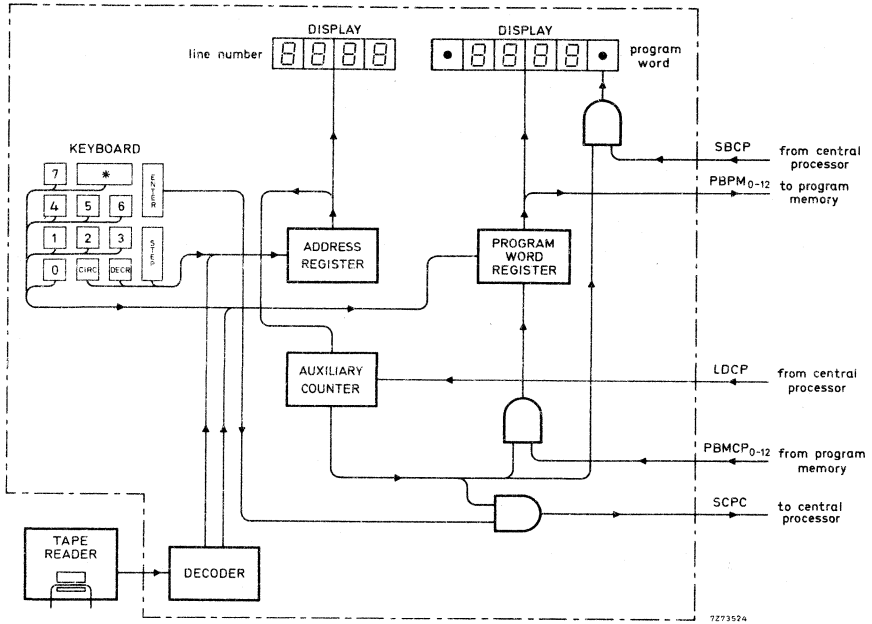 DISPLAY
line number
DISPLAY
program
word
KEYBOARD
7 *
ENTER
4 5 6
1 2 3
STEP
0 CIRC DECR
SBCP
from central
processor
PBPM0-12
to program
memory
ADDRESS
REGISTER
PROGRAM
WORD
REGISTER
AUXILIARY
COUNTER
LDCP
from central
processor
PBMCP0-12
from program
memory
SCPC
to central
processor
TAPE
READER
DECODER
7Z73524